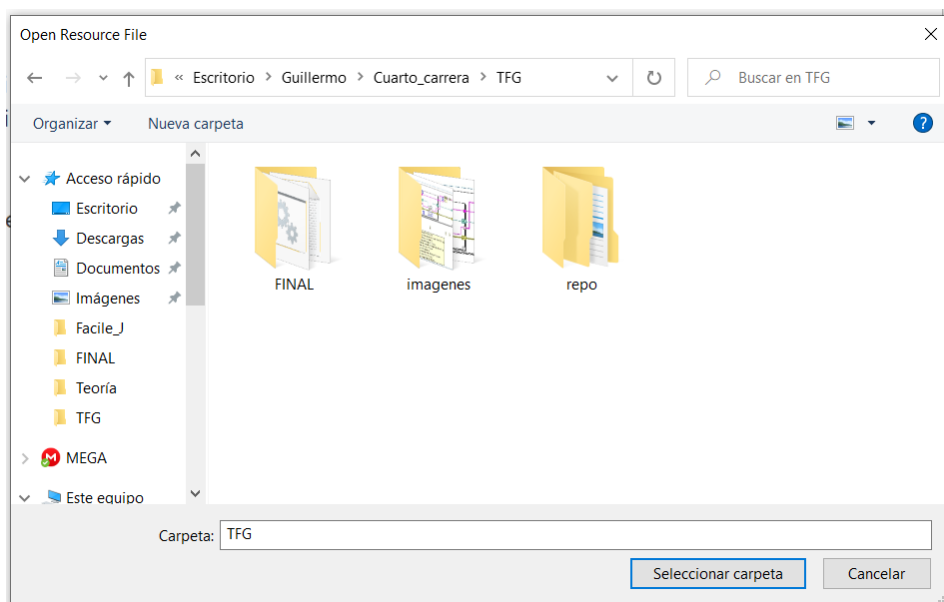 Open Resource File
« Escritorio > Guillermo > Cuarto_carrera > TFG
Buscar en TFG
Organizar
Nueva carpeta
?
Acceso rápido
Escritorio
Descargas
Documentos
Imágenes
Facile_J
FINAL
Teoría
TFG
MEGA
Este equipo
FINAL
imagenes
repo
Carpeta: TFG
Seleccionar carpeta
Cancelar